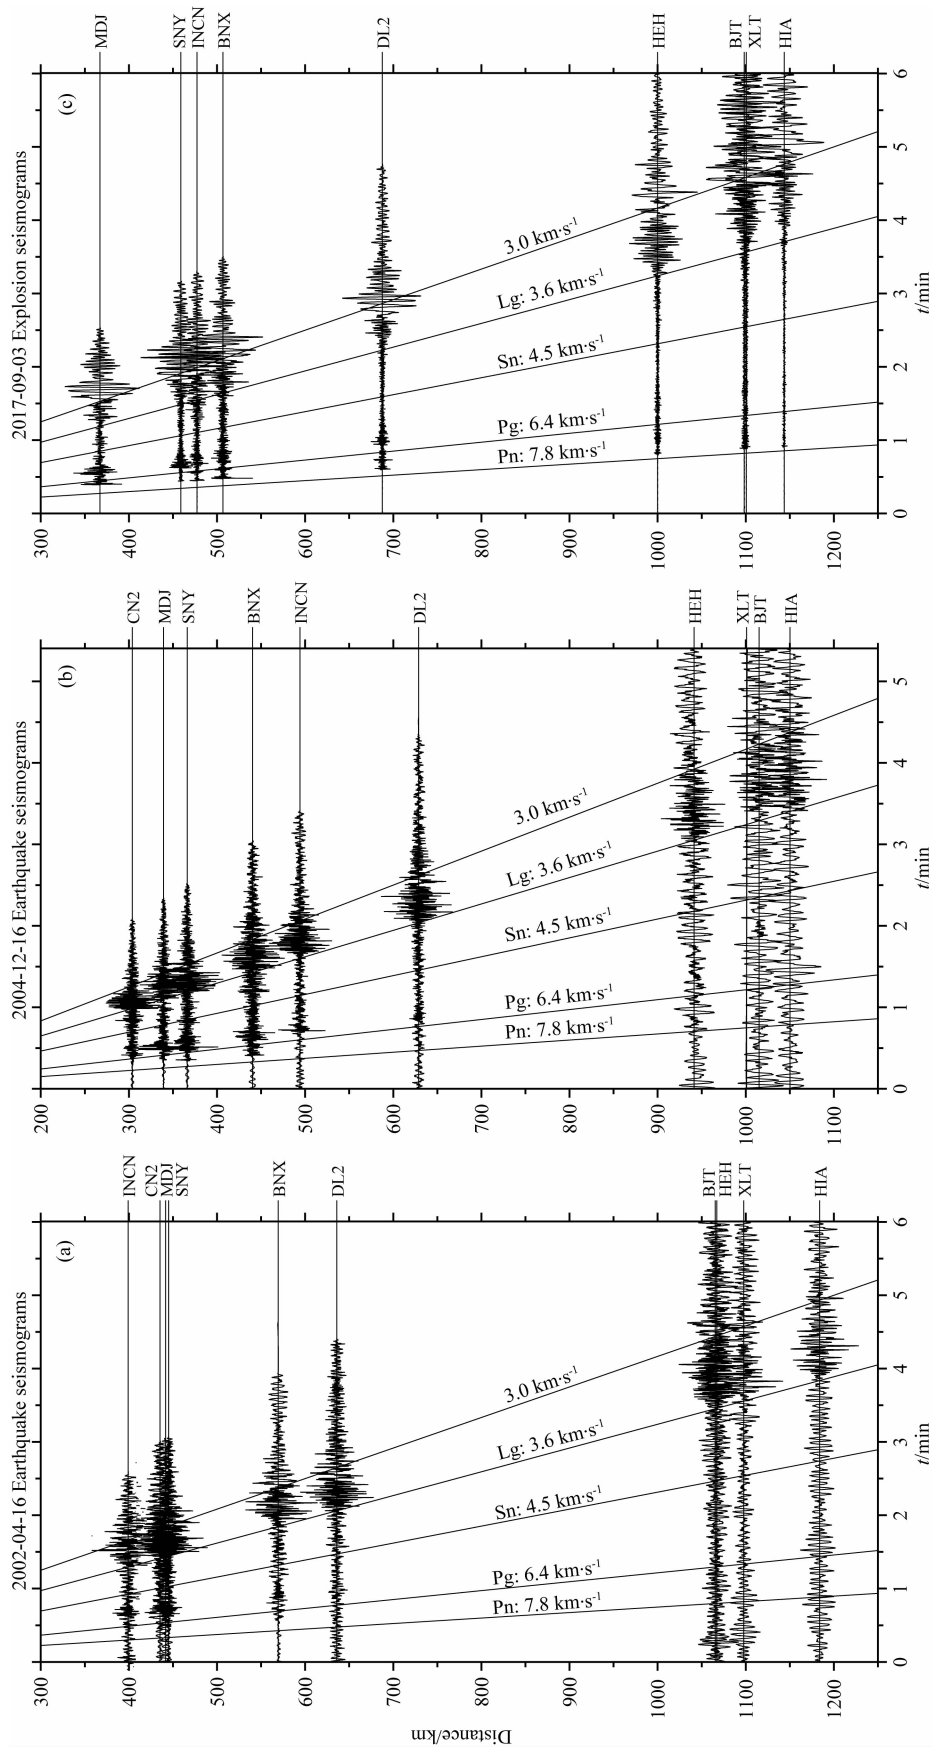 2002-04-16 Earthquake seismograms
(a)
Distance/km
300
400
500
600
700
800
900
1000
1100
1200
INCN
CN2
MDJ
SNY
BNX
DL2
BJT
HEH
XLT
HIA
3.0 km·s-1
Lg: 3.6 km·s-1
Sn: 4.5 km·s-1
Pg: 6.4 km·s-1
Pn: 7.8 km·s-1
0
1
2
3
4
5
6
t/min
2004-12-16 Earthquake seismograms
(b)
200
300
400
500
600
700
800
900
1000
1100
CN2
MDJ
SNY
BNX
INCN
DL2
HEH
XLT
BJT
HIA
3.0 km·s-1
Lg: 3.6 km·s-1
Sn: 4.5 km·s-1
Pg: 6.4 km·s-1
Pn: 7.8 km·s-1
0
1
2
3
4
5
t/min
2017-09-03 Explosion seismograms
(c)
300
400
500
600
700
800
900
1000
1100
1200
MDJ
SNY
INCN
BNX
DL2
HEH
BJT
XLT
HIA
3.0 km·s-1
Lg: 3.6 km·s-1
Sn: 4.5 km·s-1
Pg: 6.4 km·s-1
Pn: 7.8 km·s-1
0
1
2
3
4
5
6
t/min